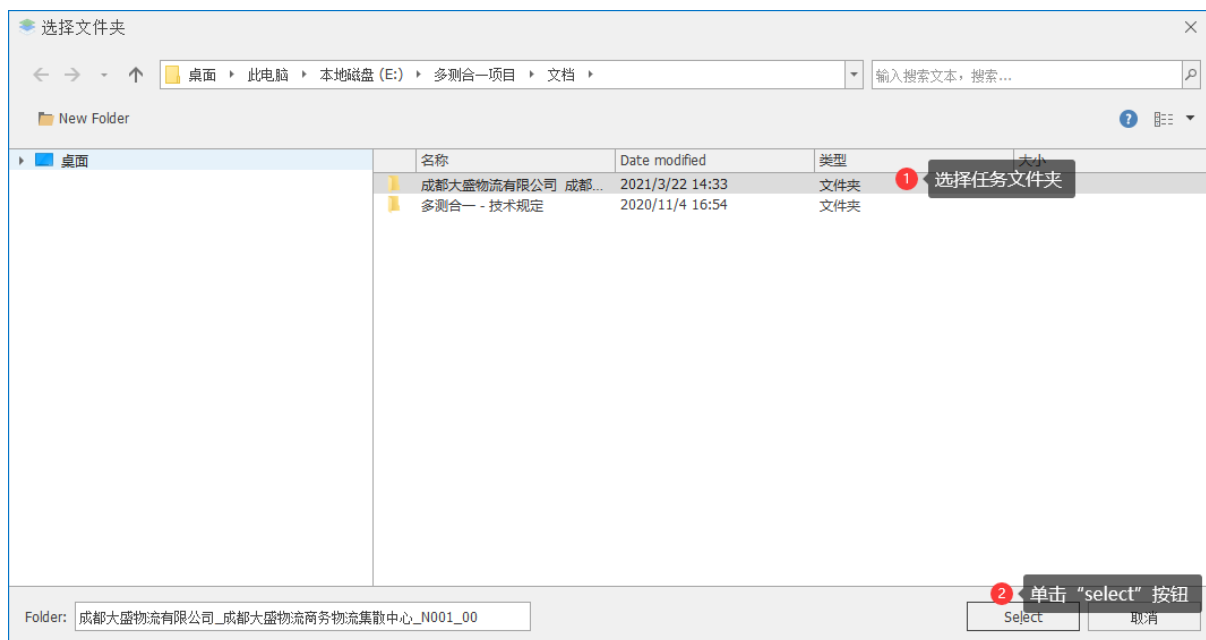 选择文件夹
桌面 此电脑 本地磁盘 (E:) 多测合一项目 文档
输入搜索文本，搜索...
New Folder
桌面
名称 Date modified 类型 大小
成都大盛物流有限公司_成都... 2021/3/22 14:33 文件夹
1 选择任务文件夹
多测合一 - 技术规定 2020/11/4 16:54 文件夹
2 单击“select”按钮
Folder: 成都大盛物流有限公司_成都大盛物流商务物流集散中心_N001_00 Select 取消